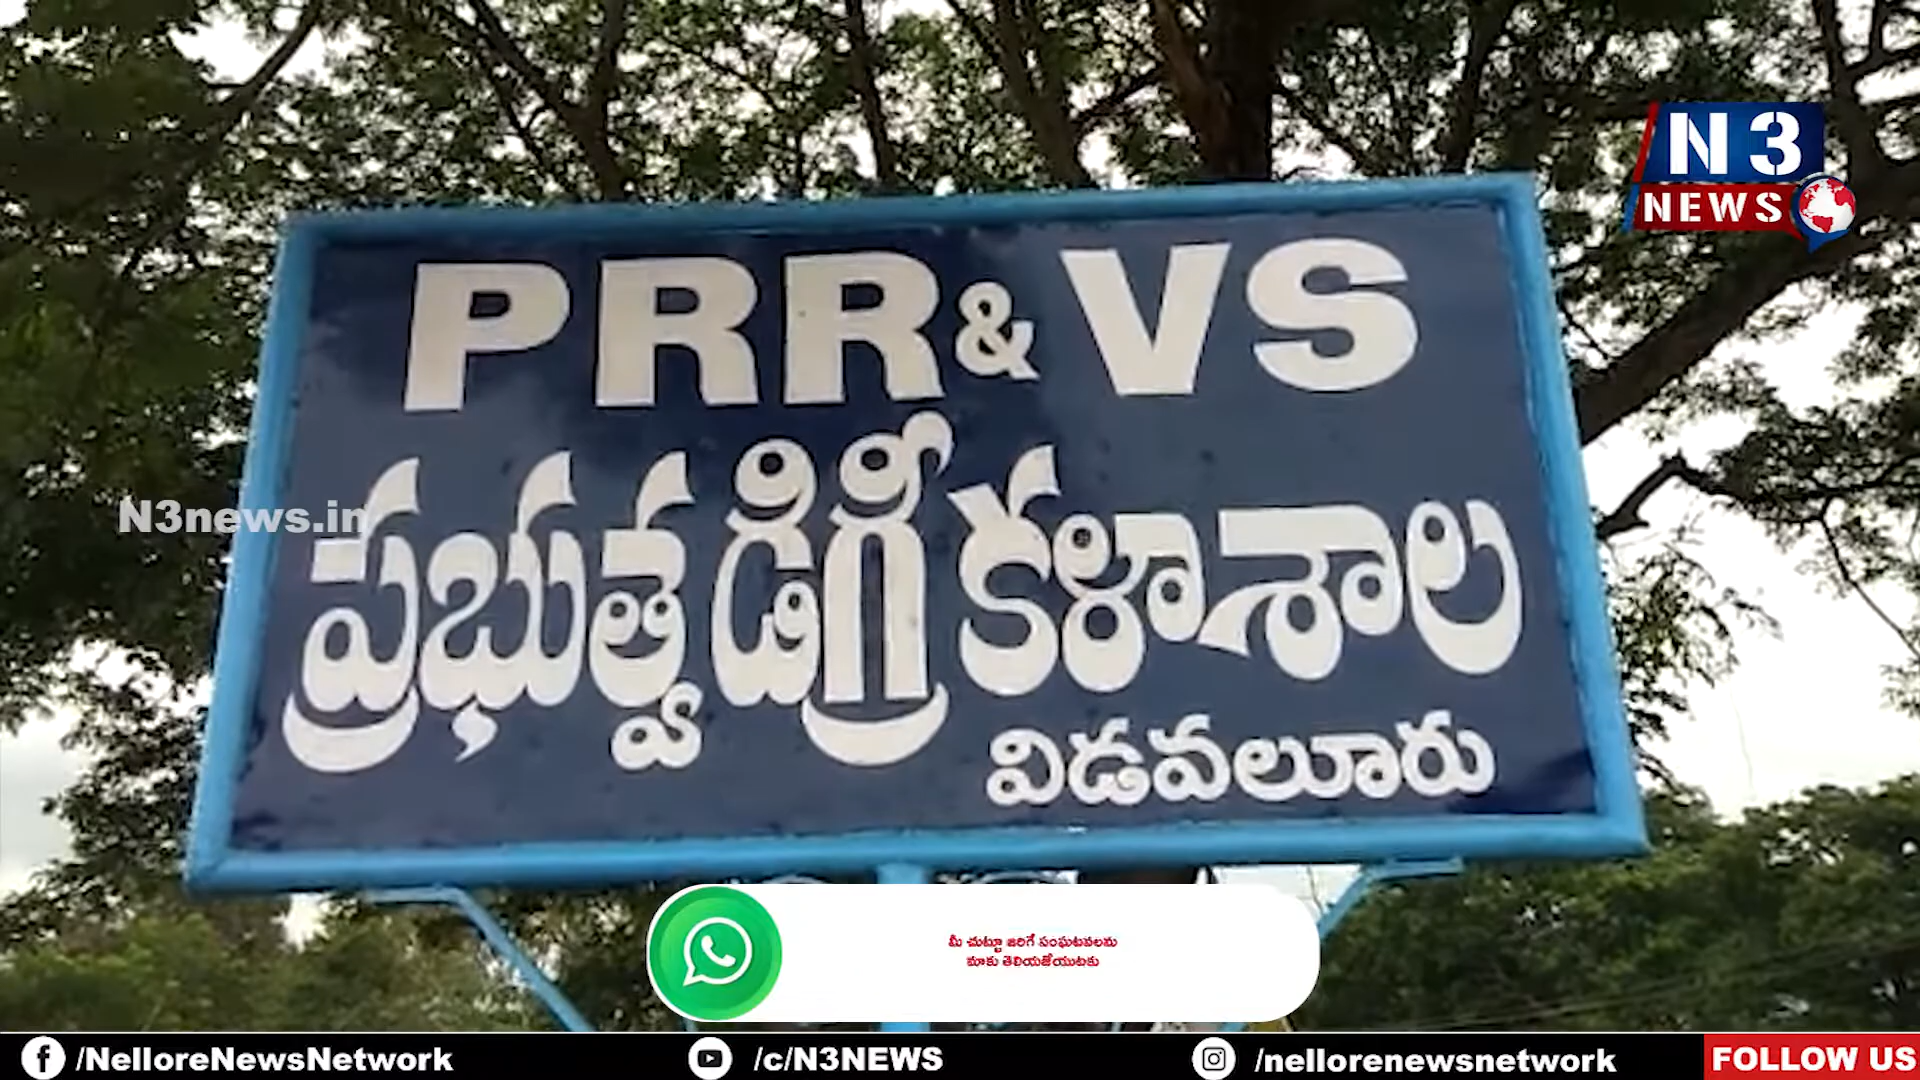 N3
NEWS
PRR & VS
ప్రభుత్వ డిగ్రీ కళాశాల
విడవలూరు
N3news.in
మీ చుట్టూ జరిగే సంఘటనలను
మాకు తెలియజేయుటకు
/NelloreNewsNetwork
/c/N3NEWS
/nellorenewsnetwork
FOLLOW US